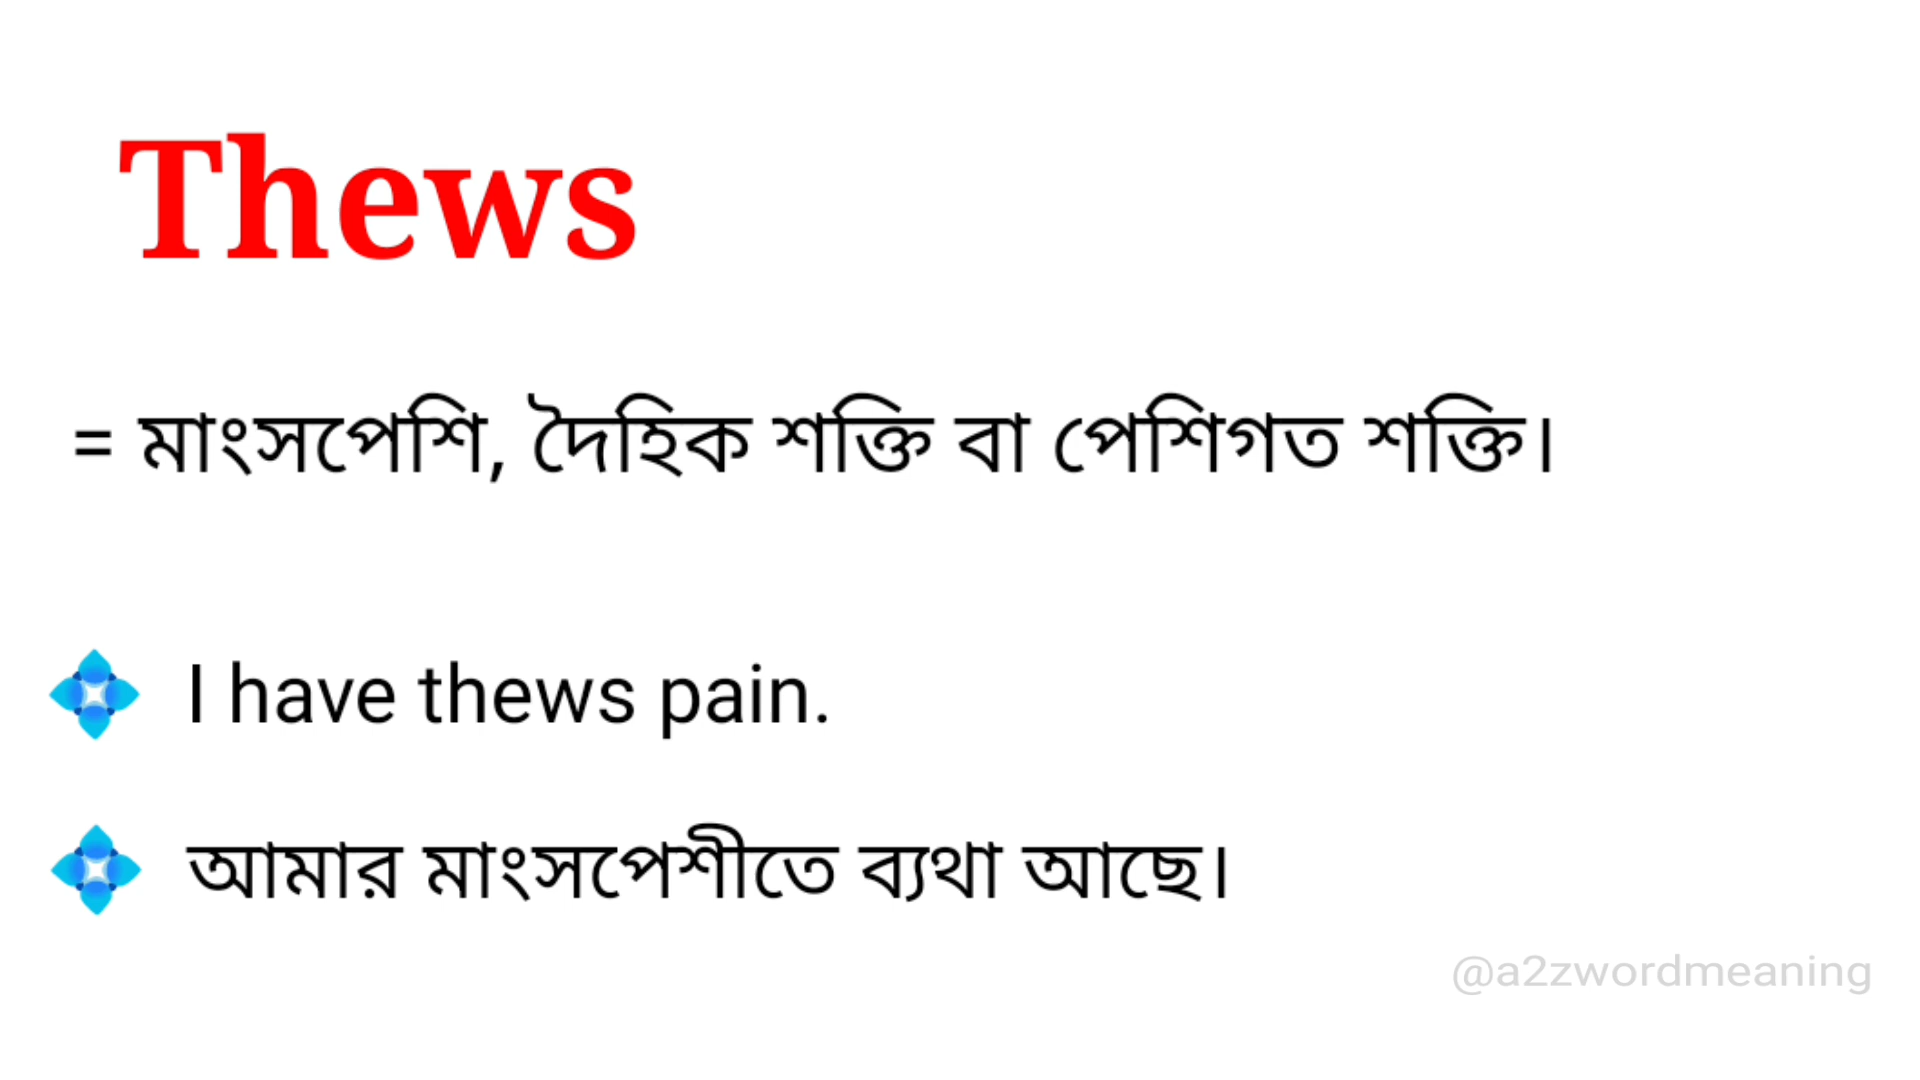 Thews
= মাংসপেশি, দৈহিক শক্তি বা পেশিগত শক্তি।
I have thews pain.
আমার মাংসপেশীতে ব্যথা আছে।
@a2zwordmeaning